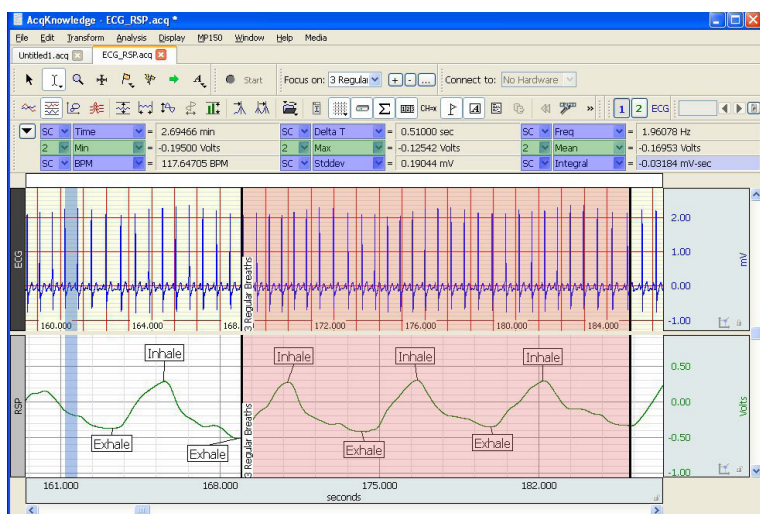 AcqKnowledge - ECG_RSP.acq *
File Edit Transform Analysis Display MP150 Window Help Media
Untitled1.acq ECG_RSP.acq
Start Focus on: 3 Regular + - ... Connect to: No Hardware
CH=x » 1 2 ECG
SC Time = 2.69466 min SC Delta T = 0.51000 sec SC Freq = 1.96078 Hz
2 Min = -0.19500 Volts 2 Max = -0.12542 Volts 2 Mean = -0.16953 Volts
SC BPM = 117.64705 BPM SC Stddev = 0.19044 mV SC Integral = -0.03184 mV-sec
ECG
3 Regular Breaths
2.00
1.00
0.00
-1.00
mV
160.000 164.000 168. 172.000 176.000 180.000 184.000
RSP
3 Regular Breaths
Inhale Inhale Inhale Inhale
Exhale Exhale Exhale Exhale
0.50
0.00
-0.50
-1.00
Volts
161.000 168.000 175.000 182.000
seconds